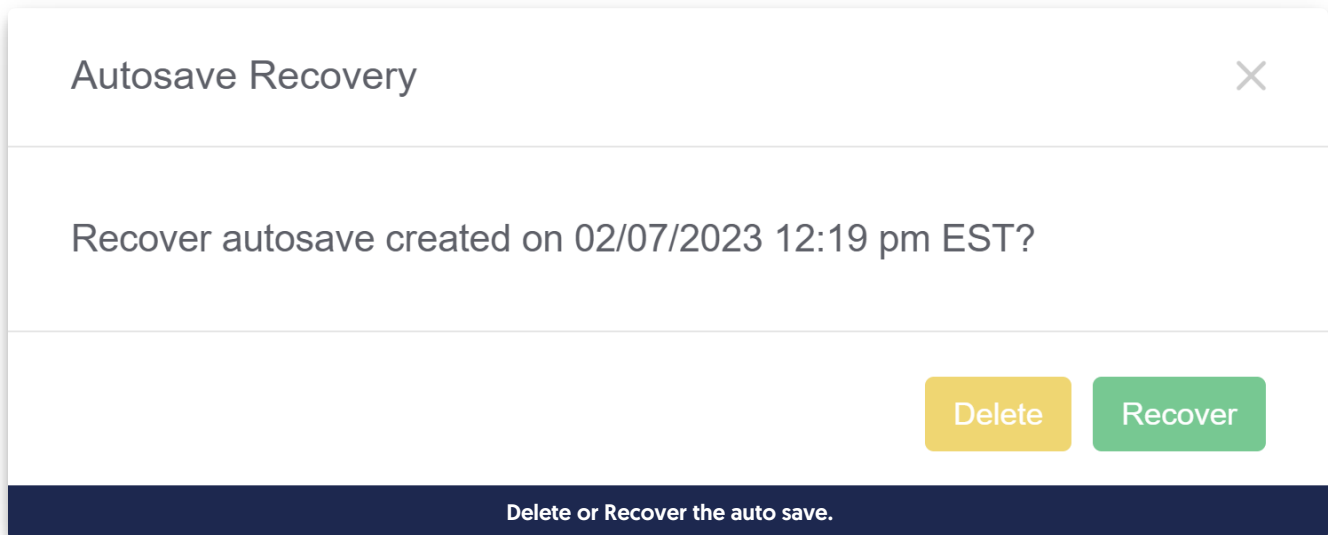 Autosave Recovery
Recover autosave created on 02/07/2023 12:19 pm EST?
Delete Recover
Delete or Recover the auto save.